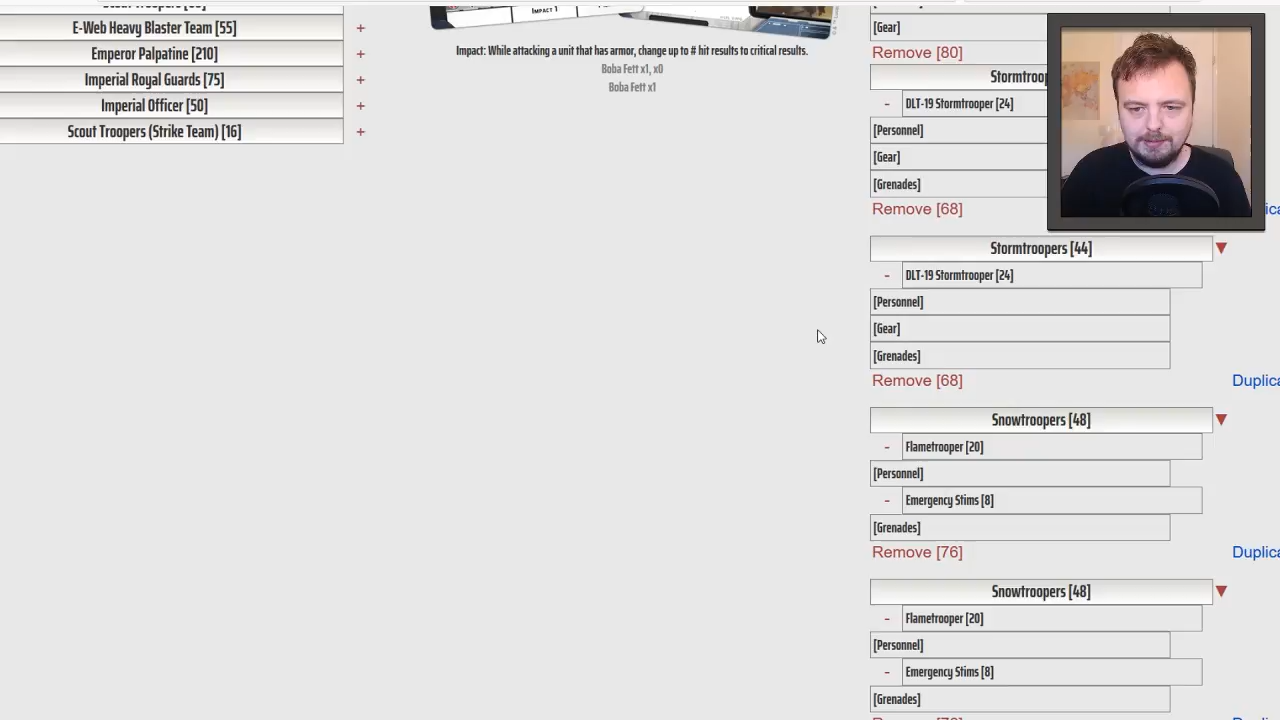 E-Web Heavy Blaster Team [55]
+
Emperor Palpatine [210]
+
Imperial Royal Guards [75]
+
Imperial Officer [50]
+
Scout Troopers (Strike Team) [16]
+
IMPACT 1
Impact: While attacking a unit that has armor, change up to # hit results to critical results.
Boba Fett x1, x0
Boba Fett x1
[Gear]
Remove [80]
- DLT-19 Stormtrooper [24]
[Personnel]
[Gear]
[Grenades]
Remove [68]
Stormtroopers [44]
- DLT-19 Stormtrooper [24]
[Personnel]
[Gear]
[Grenades]
Remove [68]
Snowtroopers [48]
- Flametrooper [20]
[Personnel]
- Emergency Stims [8]
[Grenades]
Remove [76]
Snowtroopers [48]
- Flametrooper [20]
[Personnel]
- Emergency Stims [8]
[Grenades]